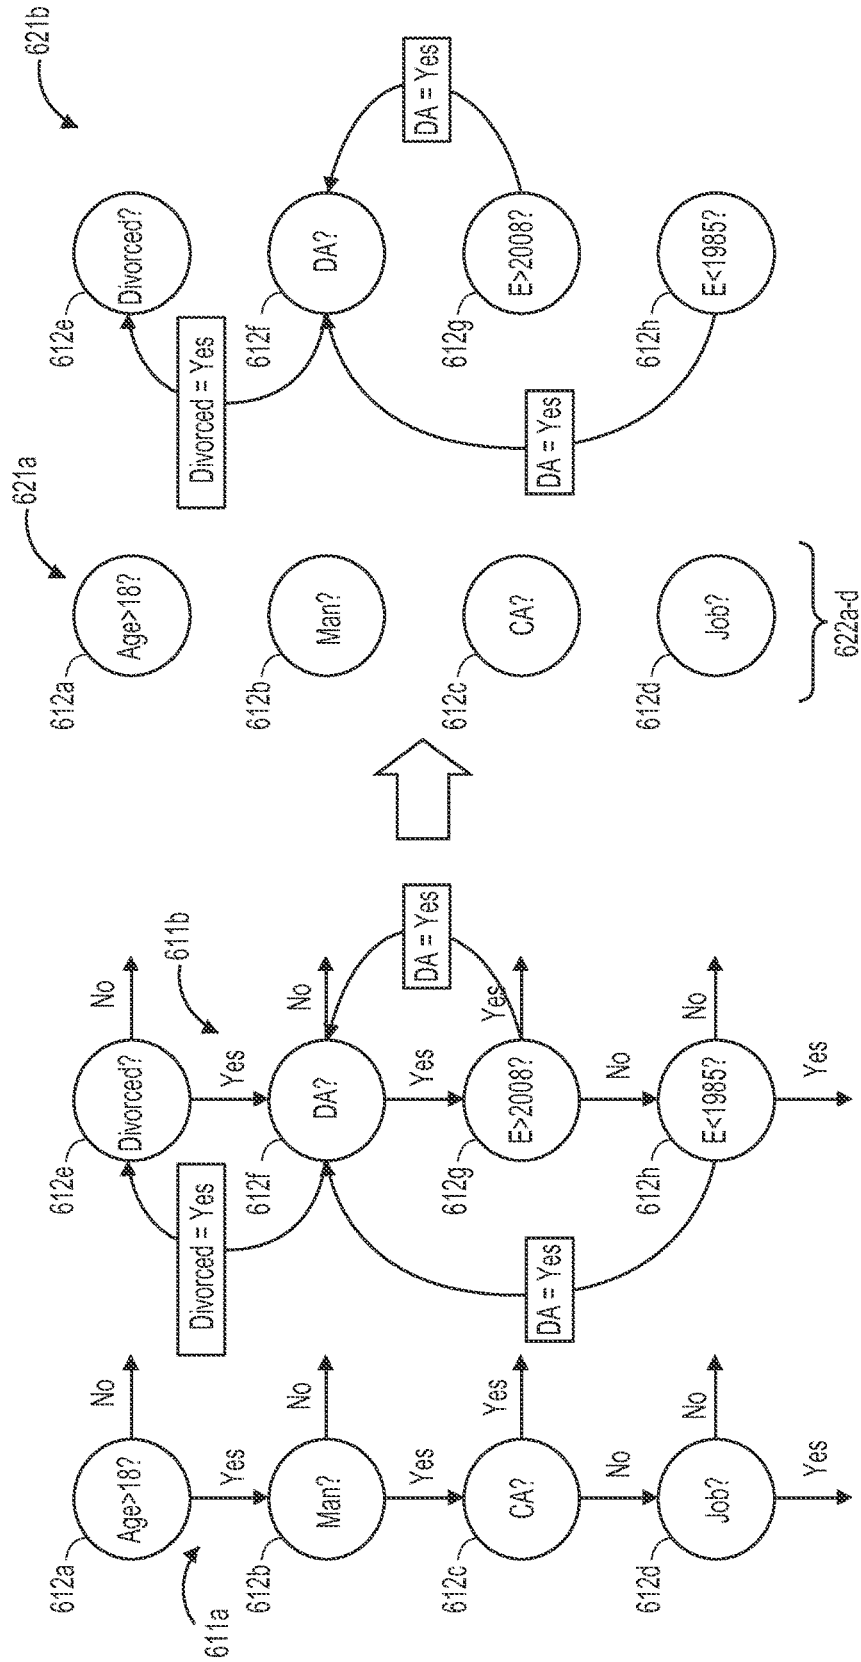 611a
612a
Age>18?
No
Yes
612b
Man?
No
Yes
612c
CA?
Yes
No
612d
Job?
No
Yes
611b
612e
Divorced?
No
Yes
Divorced = Yes
612f
DA?
No
Yes
DA = Yes
612g
E>2008?
Yes
No
DA = Yes
612h
E<1985?
No
Yes
621a
612a
Age>18?
612b
Man?
612c
CA?
612d
Job?
622a-d
621b
612e
Divorced?
Divorced = Yes
612f
DA?
DA = Yes
612g
E>2008?
DA = Yes
612h
E<1985?